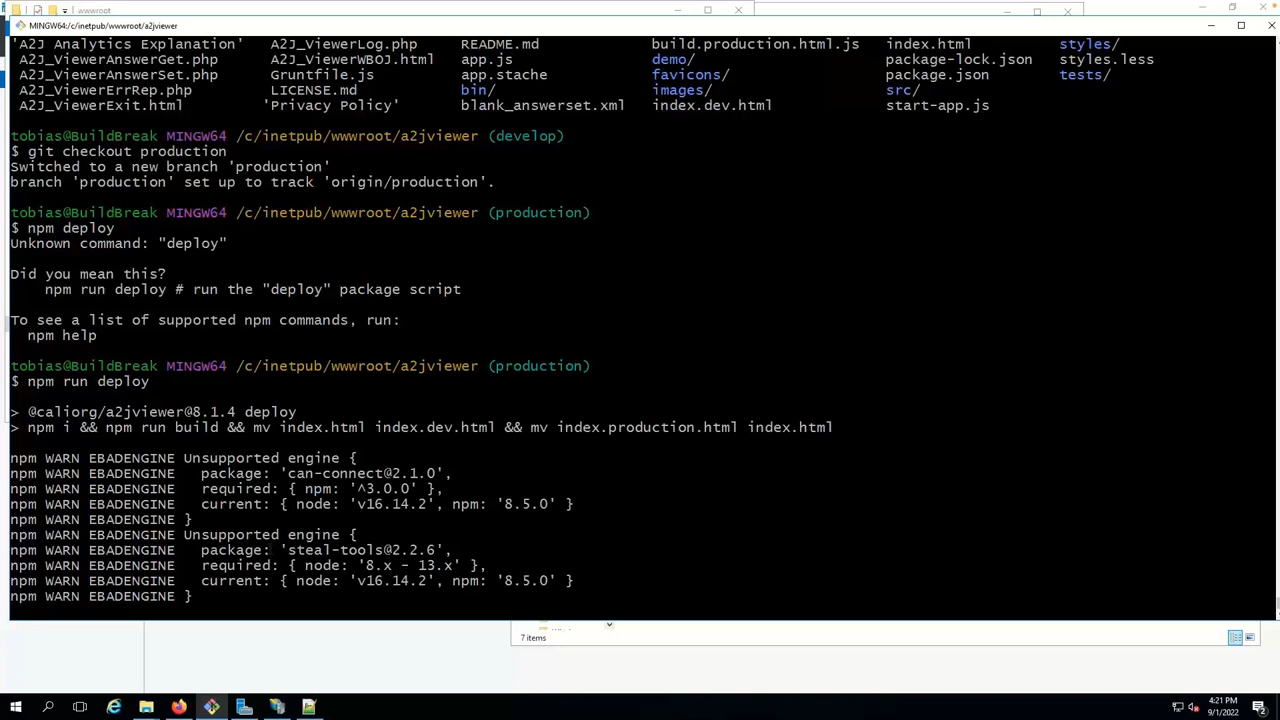 wwwroot
MINGW64:/c/inetpub/wwwroot/a2jviewer
'A2J Analytics Explanation' A2J_ViewerLog.php README.md build.production.html.js index.html styles/
A2J_ViewerAnswerGet.php A2J_ViewerWBOJ.html app.js demo/ package-lock.json styles.less
A2J_ViewerAnswerSet.php Gruntfile.js app.stache favicons/ package.json tests/
A2J_ViewerErrRep.php LICENSE.md bin/ images/ src/
A2J_ViewerExit.html 'Privacy Policy' blank_answerset.xml index.dev.html start-app.js
tobias@BuildBreak MINGW64 /c/inetpub/wwwroot/a2jviewer (develop)
$ git checkout production
Switched to a new branch 'production'
branch 'production' set up to track 'origin/production'.
tobias@BuildBreak MINGW64 /c/inetpub/wwwroot/a2jviewer (production)
$ npm deploy
Unknown command: "deploy"
Did you mean this?
npm run deploy # run the "deploy" package script
To see a list of supported npm commands, run:
npm help
tobias@BuildBreak MINGW64 /c/inetpub/wwwroot/a2jviewer (production)
$ npm run deploy
> @caliorg/a2jviewer@8.1.4 deploy
> npm i && npm run build && mv index.html index.dev.html && mv index.production.html index.html
npm WARN EBADENGINE Unsupported engine {
npm WARN EBADENGINE package: 'can-connect@2.1.0',
npm WARN EBADENGINE required: { npm: '^3.0.0' },
npm WARN EBADENGINE current: { node: 'v16.14.2', npm: '8.5.0' }
npm WARN EBADENGINE }
npm WARN EBADENGINE Unsupported engine {
npm WARN EBADENGINE package: 'steal-tools@2.2.6',
npm WARN EBADENGINE required: { node: '8.x - 13.x' },
npm WARN EBADENGINE current: { node: 'v16.14.2', npm: '8.5.0' }
npm WARN EBADENGINE }
7 items
4:21 PM
9/1/2022
2